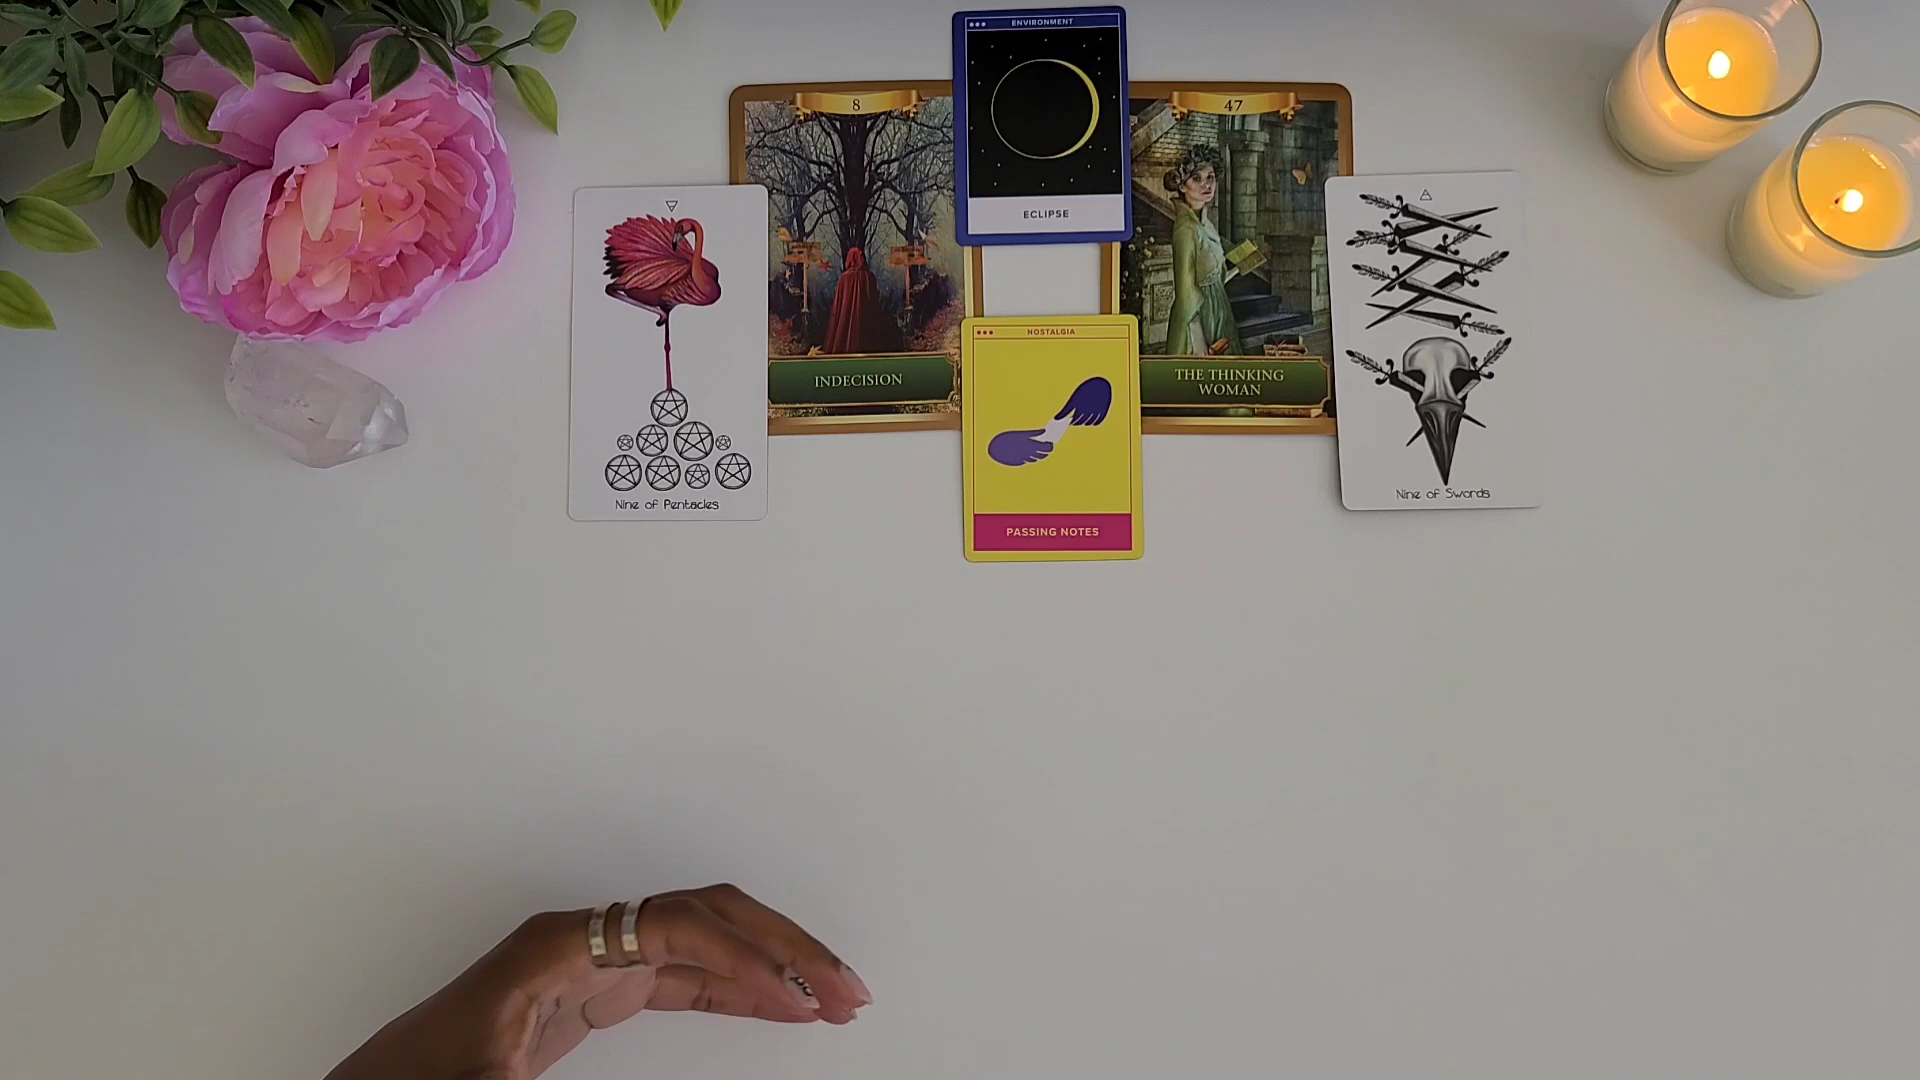 ENVIRONMENT
ECLIPSE
8
INDECISION
47
THE THINKING
WOMAN
NOSTALGIA
PASSING NOTES
Nine of Pentacles
Nine of Swords